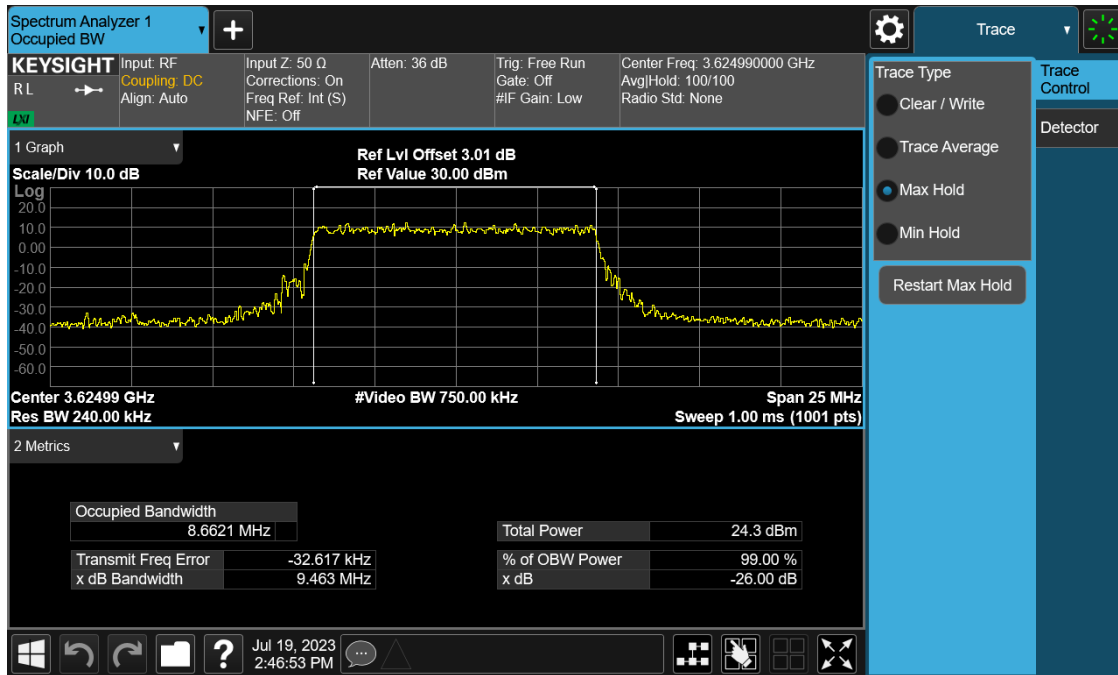 Spectrum Analyzer 1
Occupied BW
+
Trace
KEYSIGHT
R L
LXI
Input: RF
Coupling: DC
Align: Auto
Input Z: 50 Ω
Corrections: On
Freq Ref: Int (S)
NFE: Off
Atten: 36 dB
Trig: Free Run
Gate: Off
#IF Gain: Low
Center Freq: 3.624990000 GHz
Avg|Hold: 100/100
Radio Std: None
Trace Type
Clear / Write
Trace Average
Max Hold
Min Hold
Restart Max Hold
Trace
Control
Detector
1 Graph
Scale/Div 10.0 dB
Ref Lvl Offset 3.01 dB
Ref Value 30.00 dBm
Log
20.0
10.0
0.00
-10.0
-20.0
-30.0
-40.0
-50.0
-60.0
Center 3.62499 GHz
#Video BW 750.00 kHz
Span 25 MHz
Res BW 240.00 kHz
Sweep 1.00 ms (1001 pts)
2 Metrics
Occupied Bandwidth
8.6621 MHz
Total Power 24.3 dBm
Transmit Freq Error -32.617 kHz
% of OBW Power 99.00 %
x dB Bandwidth 9.463 MHz
x dB -26.00 dB
?
Jul 19, 2023
2:46:53 PM